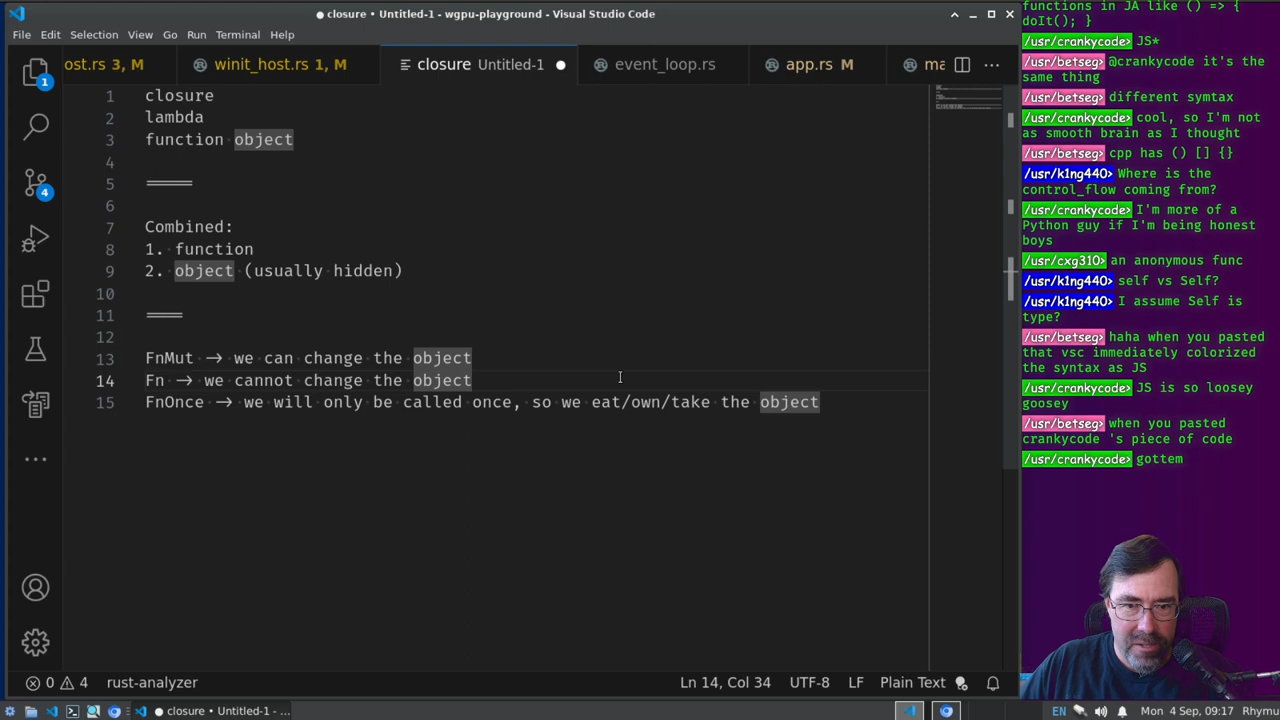 closure • Untitled-1 - wgpu-playground - Visual Studio Code
File Edit Selection View Go Run Terminal Help
ost.rs 3, M
winit_host.rs 1, M
closure Untitled-1
event_loop.rs
app.rs M
ma
1 closure
2 lambda
3 function object
4
5 =====
6
7 Combined:
8 1. function
9 2. object (usually hidden)
10
11 ====
12
13 FnMut -> we can change the object
14 Fn -> we cannot change the object
15 FnOnce -> we will only be called once, so we eat/own/take the object
1
4
0 4 rust-analyzer
Ln 14, Col 34 UTF-8 LF Plain Text
closure • Untitled-1 - ...
EN
Mon 4 Sep, 09:17 Rhymu
functions in JA like () => {
doIt(); }
/usr/crankycode> JS*
/usr/betseg> @crankycode it's the
same thing
/usr/betseg> different symtax
/usr/crankycode> cool, so I'm not
as smooth brain as I thought
/usr/betseg> cpp has () [] {}
/usr/k1ng440> Where is the
control_flow coming from?
/usr/crankycode> I'm more of a
Python guy if I'm being honest
boys
/usr/cxg310> an anonymous func
/usr/k1ng440> self vs Self?
/usr/k1ng440> I assume Self is
type?
/usr/betseg> haha when you pasted
that vsc immediately colorized
the syntax as JS
/usr/crankycode> JS is so loosey
goosey
/usr/betseg> when you pasted
crankycode 's piece of code
/usr/crankycode> gottem